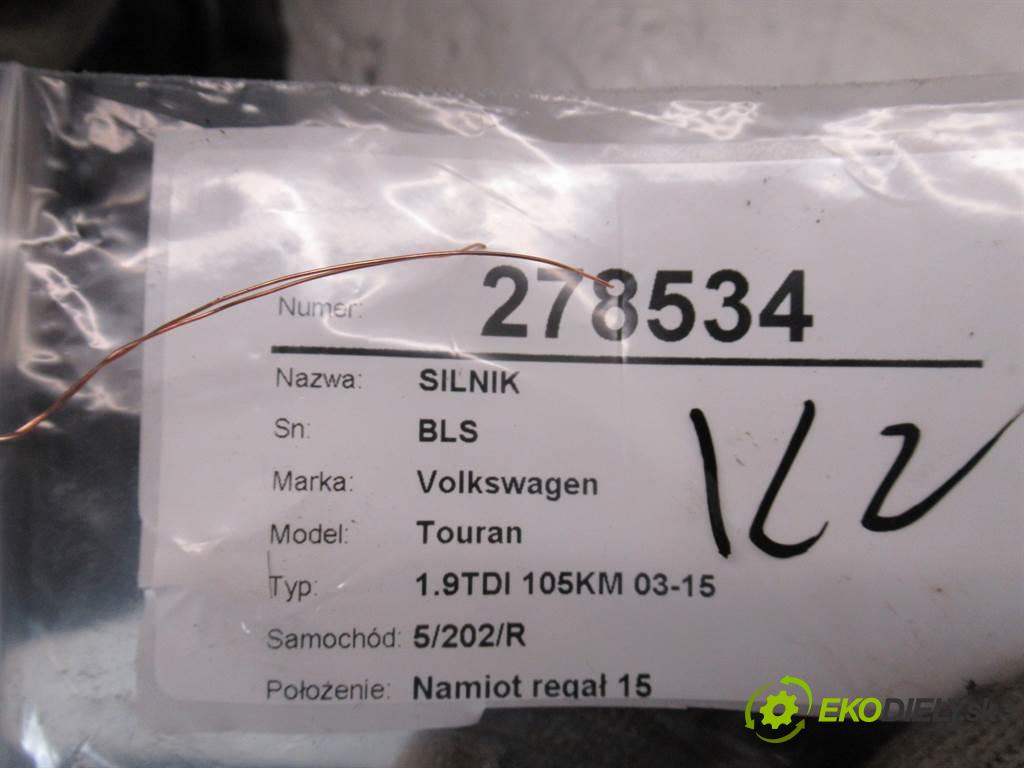 Numer: 278534
Nazwa: SILNIK
Sn: BLS
Marka: Volkswagen
Model: Touran
Typ: 1.9TDI 105KM 03-15
Samochód: 5/202/R
Położenie: Namiot regał 15
EKODIELY.SK